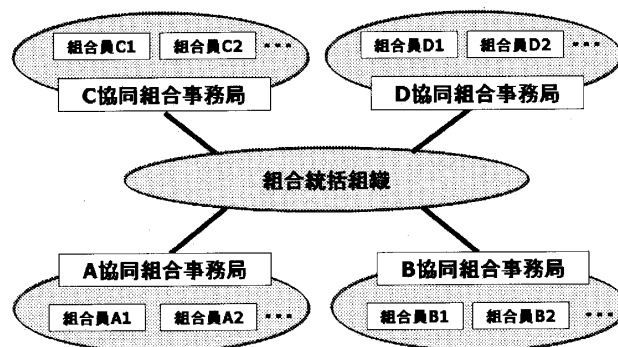 組合員C1 組合員C2 ･･･
組合員D1 組合員D2 ･･･
C協同組合事務局
D協同組合事務局
組合統括組織
A協同組合事務局
B協同組合事務局
組合員A1 組合員A2 ･･･
組合員B1 組合員B2 ･･･